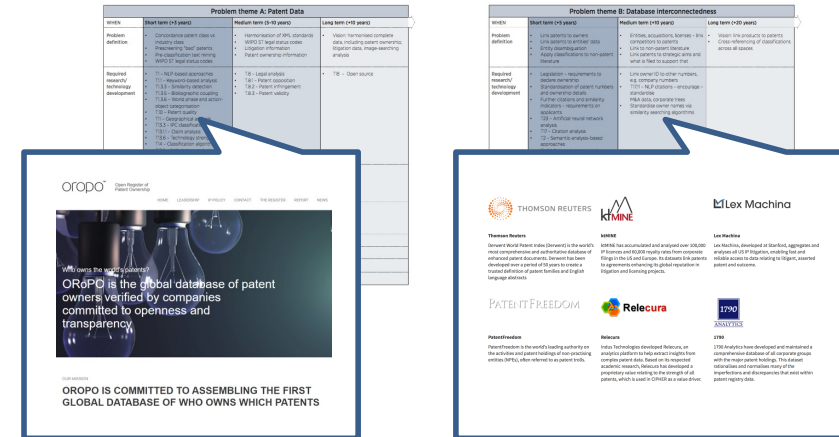 Problem theme A: Patent Data
WHEN
Short term (+3 years)
Medium term (5-10 years)
Long term (+10 years)
Problem definition
• Concordance patent class vs industry class
• Prescreening "bad" patents
• Pre-classification text mining
• WIPO ST legal status codes
• Harmonisation of XML standards
• WIPO ST legal status codes
• Litigation information
• Patent ownership information
• Vision: harmonised complete data, including patent ownership, litigation data, image-searching analysis.
Required research/ technology development
• T1 - NLP-based approaches
• T1.1 - Keyword-based analysis
• T1.3.3 - Similarity detection
• T1.3.5 - Bibliographic coupling
• T1.3.6 - World phase and action-object categorisation
• T1.10 - Patent quality
• T11 - Geographical
• T13.3 - IPC classification
• T13.11 - Claim analysis
• T13.6 - Technology
• T14 - Classification
• T.8 - Legal analysis
• T.8.1 - Patent opposition
• T.8.2 - Patent infringement
• T.8.3 - Patent validity
• T18 - Open source
oropo™
Open Register of
Patent Ownership
HOME LEADERSHIP IP POLICY CONTACT THE REGISTER REPORT NEWS
Who owns the world's patents?
ORoPO is the global database of patent
owners verified by companies
committed to openness and
transparency
OUR MISSION
OROPO IS COMMITTED TO ASSEMBLING THE FIRST
GLOBAL DATABASE OF WHO OWNS WHICH PATENTS
Problem theme B: Database interconnectedness
WHEN
Short term (+5 years)
Medium term (+10 years)
Long term (+20 years)
Problem definition
• Link patents to owners
• Link patents to entities' data
• Entity disambiguation
• Apply classifications to non-patent literature
• Entities, acquisitions, licenses - link competitors to patents
• Link to non-patent literature
• Link patents to strategic aims and what is filed to support that
• Vision: link products to patents
• Cross-referencing of classifications across all spaces.
Required research/ technology development
• Legislation - requirements to declare ownership
• Standardisation of patent numbers and ownership details
• Further citations and similarity indicators - requirements on applicants
• T23 - Artificial neural network analysis
• T17 - Citation analysis
• T2 - Semantic-analysis-based approaches
• Link owner ID to other numbers, e.g. company numbers
• T17.1 - NLP citations - encourage - standardise
M&A data, corporate trees
• Standardise owner names via similarity searching algorithms
THOMSON REUTERS
ktMINE
Lex Machina
Thomson Reuters
Derwent World Patent Index (Derwent) is the world's
most comprehensive and authoritative database of
enhanced patent documents. Derwent has been
developed over a period of 50 years to create a
trusted definition of patent families and English
language abstracts
ktMINE
ktMINE has accumulated and analysed over 100,000
IP licences and 60,000 royalty rates from corporate
filings in the US and Europe. Its datasets link patents
to agreements enhancing its global reputation in
litigation and licensing projects.
Lex Machina
Lex Machina, developed at Stanford, aggregates and
analyses all US IP litigation, enabling fast and
reliable access to data relating to litigant, asserted
patent and outcome.
PATENTFREEDOM
Relecura
1790
ANALYTICS
PatentFreedom
PatentFreedom is the world's leading authority on
the activities and patent holdings of non-practising
entities (NPEs), often referred to as patent trolls.
Relecura
Indus Technologies developed Relecura, an
analytics platform to help extract insights from
complex patent data. Based on its respected
academic research, Relecura has developed a
proprietary value relating to the strength of all
patents, which is used in CIPHER as a value driver.
1790
1790 Analytics have developed and maintained a
comprehensive database of all corporate groups
with the major patent holdings. This dataset
rationalises and normalises many of the
imperfections and discrepancies that exist within
patent registry data.